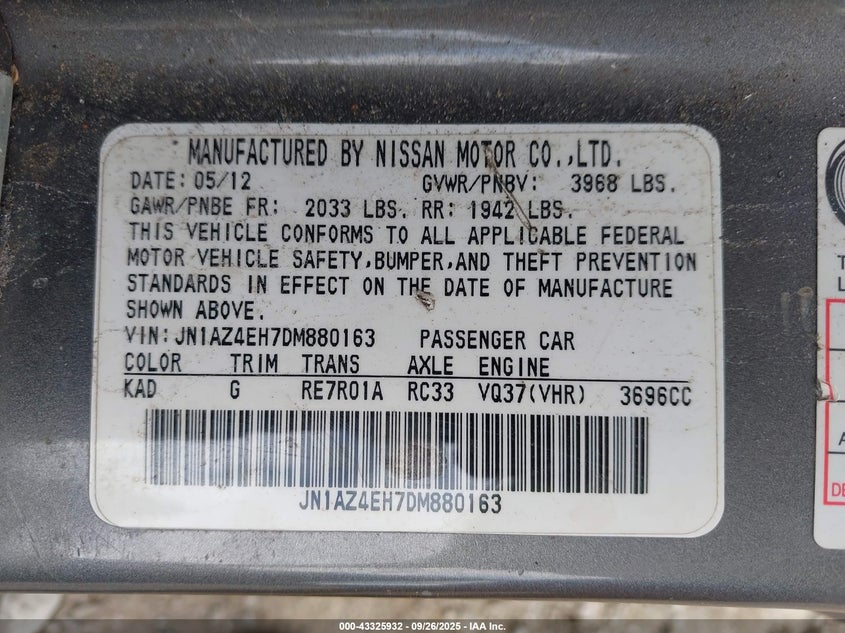 MANUFACTURED BY NISSAN MOTOR CO.,LTD.
DATE: 05/12 GVWR/PNBV: 3968 LBS.
GAWR/PNBE FR: 2033 LBS. RR: 1942 LBS.
THIS VEHICLE CONFORMS TO ALL APPLICABLE FEDERAL
MOTOR VEHICLE SAFETY,BUMPER,AND THEFT PREVENTION
STANDARDS IN EFFECT ON THE DATE OF MANUFACTURE
SHOWN ABOVE.
VIN:JN1AZ4EH7DM880163 PASSENGER CAR
COLOR TRIM TRANS AXLE ENGINE
KAD G RE7R01A RC33 VQ37(VHR) 3696CC
JN1AZ4EH7DM880163
000-43325932 - 09/26/2025 - IAA Inc.